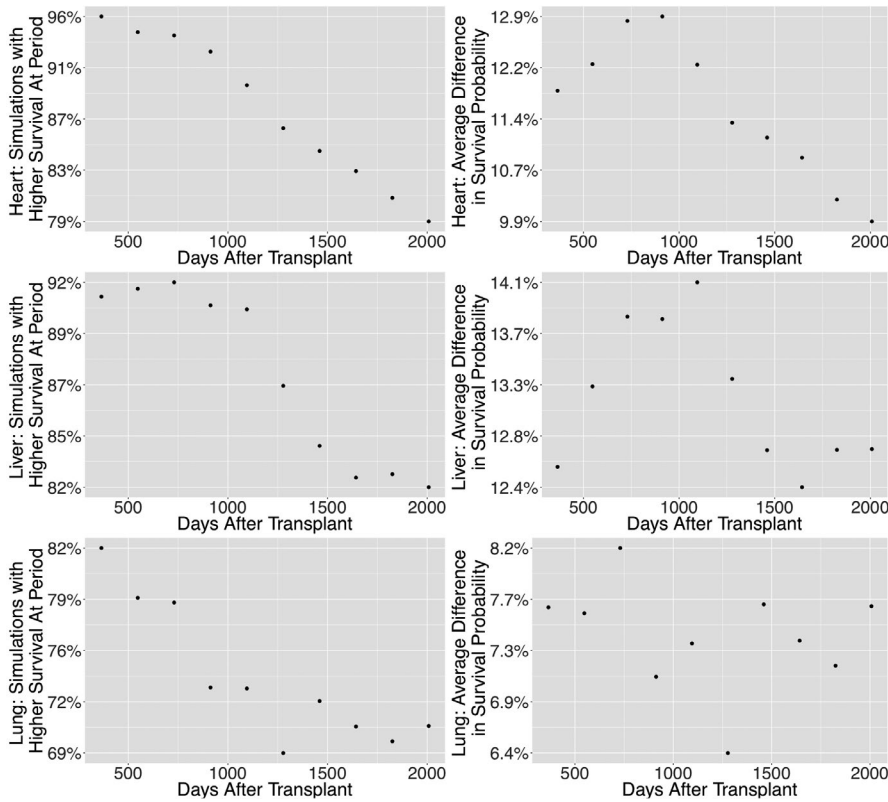 Heart: Simulations with
Higher Survival At Period
96%
91%
87%
83%
79%
500 1000 1500 2000
Days After Transplant
Heart: Average Difference
in Survival Probability
12.9%
12.2%
11.4%
10.7%
9.9%
500 1000 1500 2000
Days After Transplant
Liver: Simulations with
Higher Survival At Period
92%
89%
87%
85%
82%
500 1000 1500 2000
Days After Transplant
Liver: Average Difference
in Survival Probability
14.1%
13.7%
13.3%
12.8%
12.4%
500 1000 1500 2000
Days After Transplant
Lung: Simulations with
Higher Survival At Period
82%
79%
76%
72%
69%
500 1000 1500 2000
Days After Transplant
Lung: Average Difference
in Survival Probability
8.2%
7.7%
7.3%
6.9%
6.4%
500 1000 1500 2000
Days After Transplant